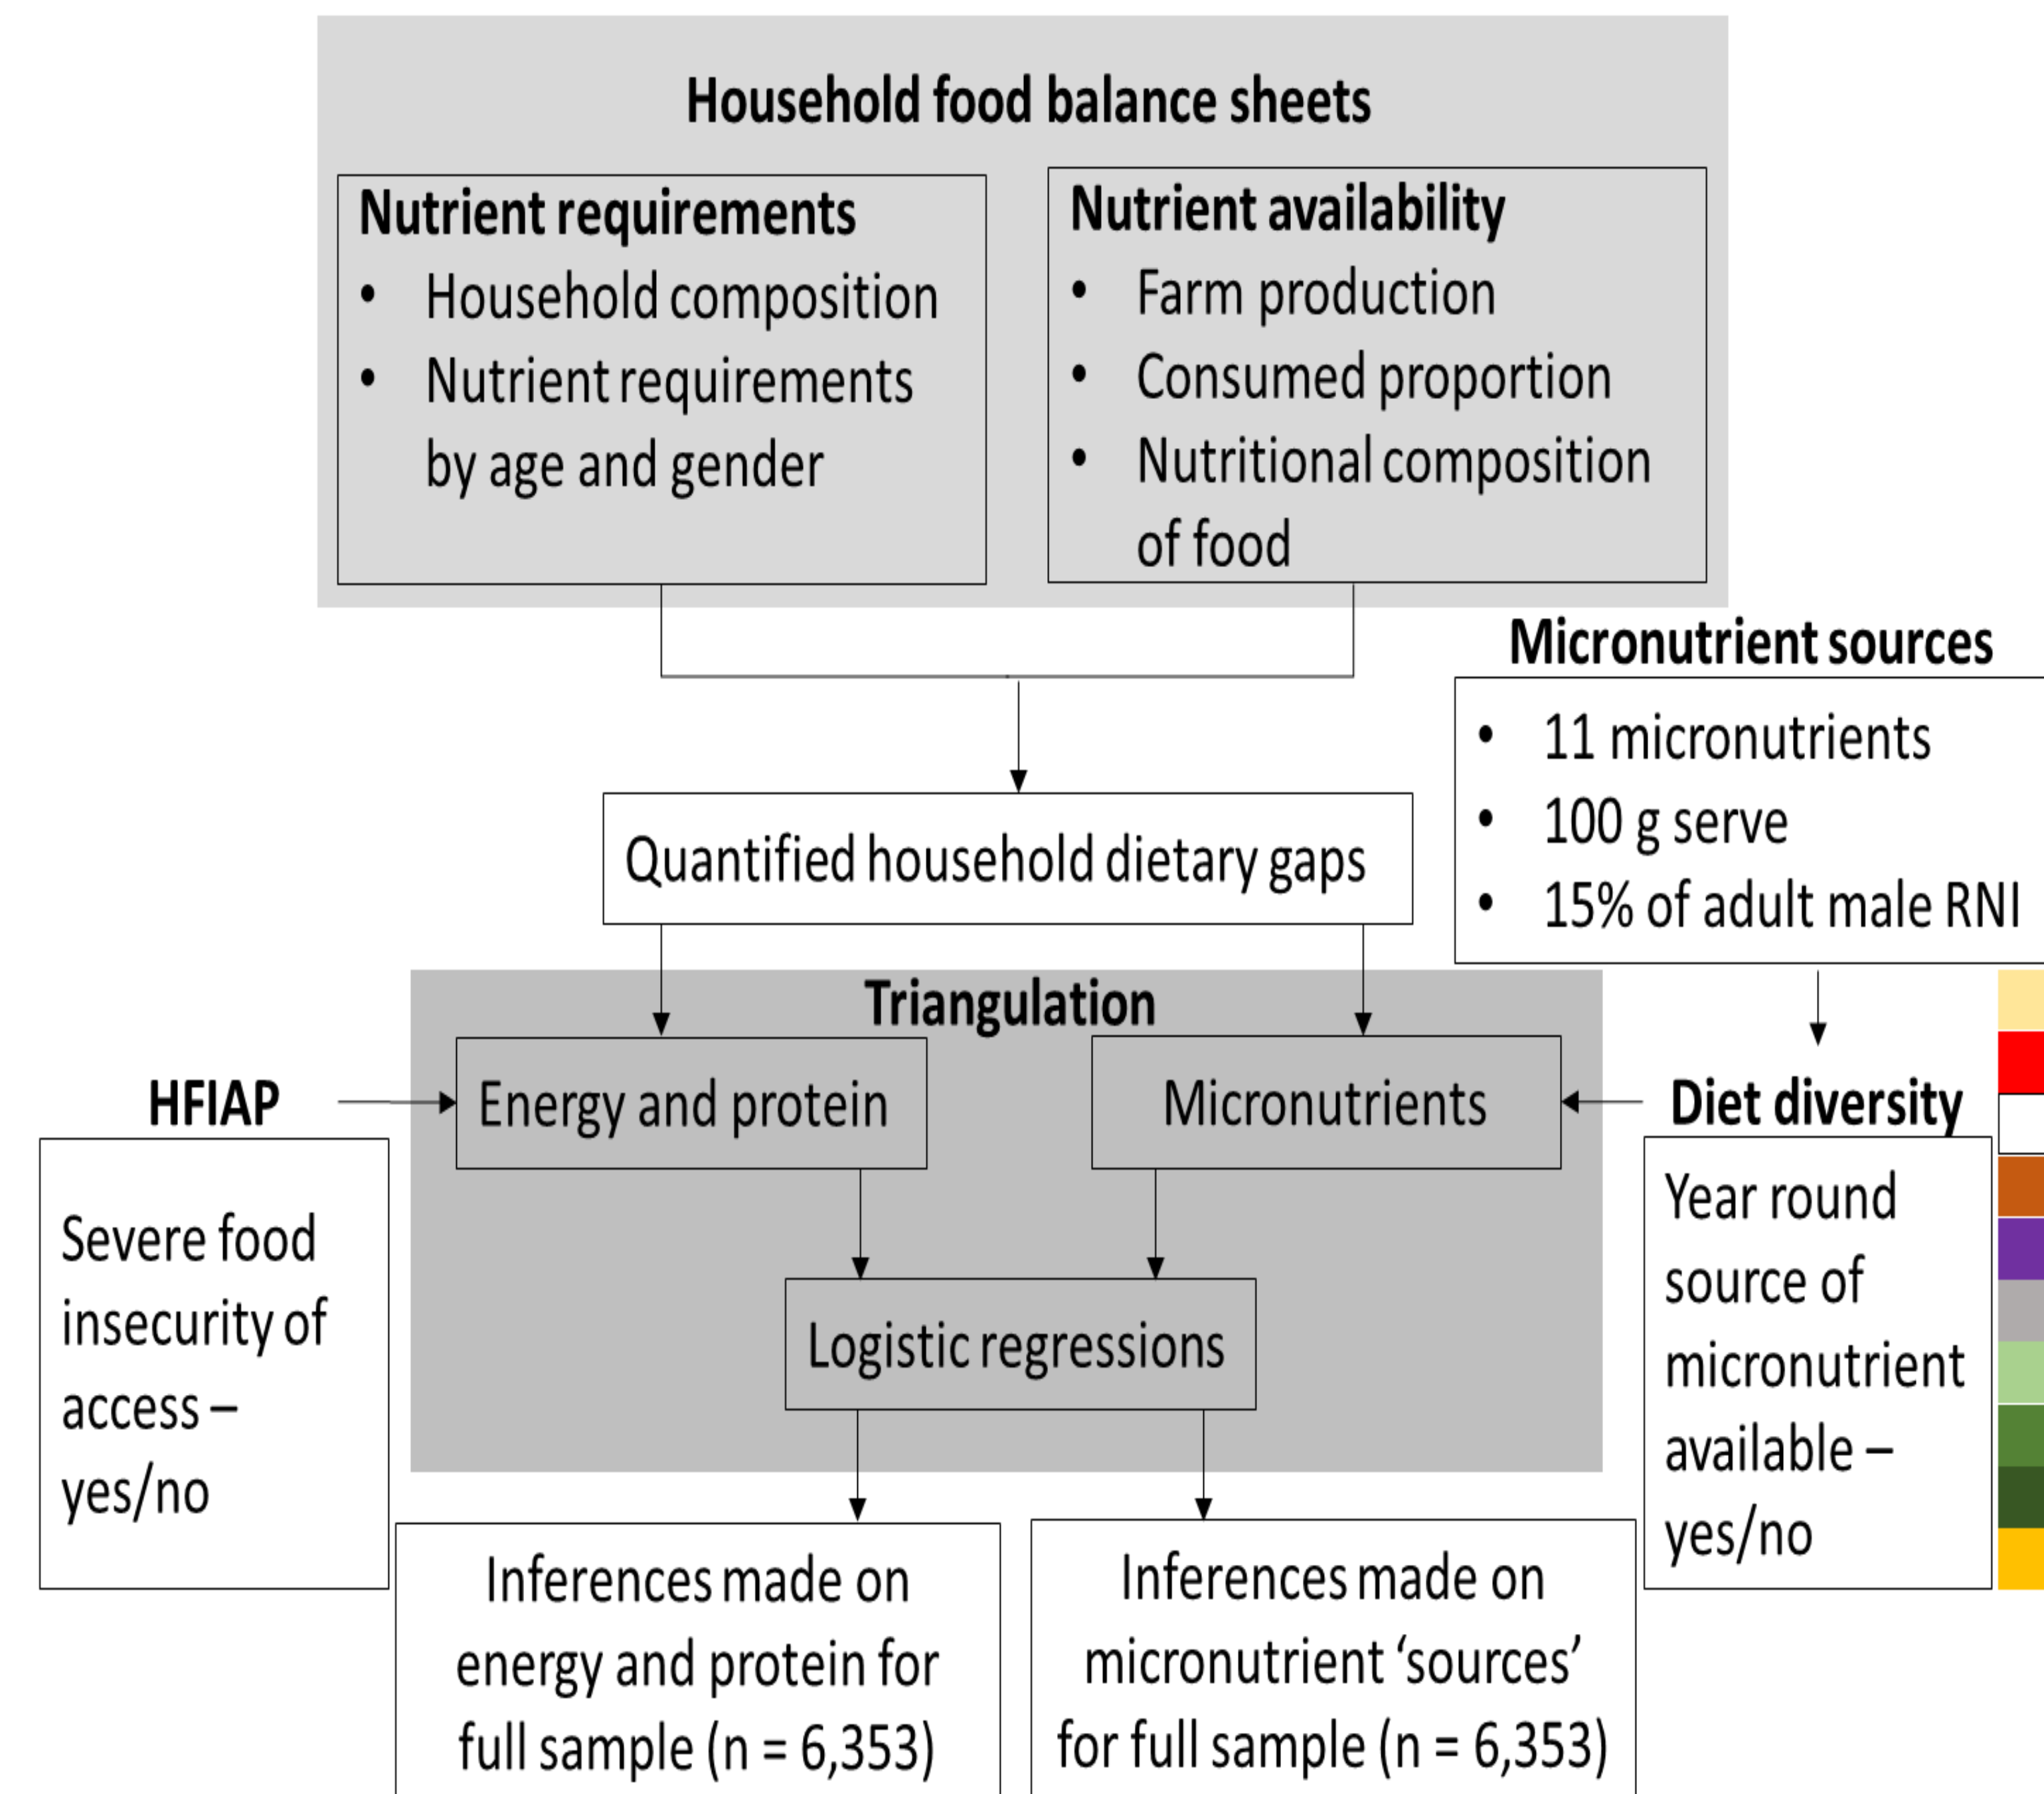 Household food balance sheets
Nutrient requirements
• Household composition
• Nutrient requirements
by age and gender
Nutrient availability
• Farm production
• Consumed proportion
• Nutritional composition
of food
Micronutrient sources
• 11 micronutrients
• 100 g serve
• 15% of adult male RNI
Quantified household dietary gaps
Triangulation
HFIAP
Energy and protein
Micronutrients
Diet diversity
Severe food
insecurity of
access –
yes/no
Year round
source of
micronutrient
available –
yes/no
Logistic regressions
Inferences made on
energy and protein for
full sample (n = 6,353)
Inferences made on
micronutrient ‘sources’
for full sample (n = 6,353)